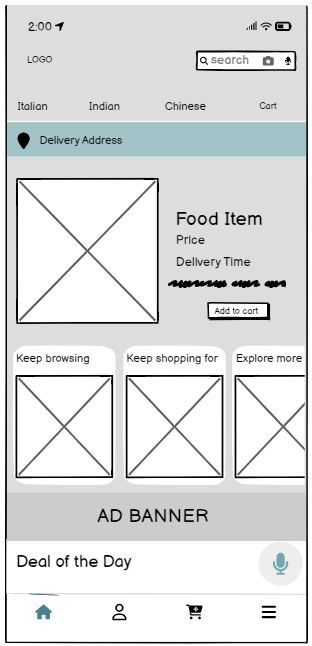 2:00
LOGO
search
Italian Indian Chinese Cart
Delivery Address
Food Item
Price
Delivery Time
Add to cart
Keep browsing Keep shopping for Explore more
AD BANNER
Deal of the Day